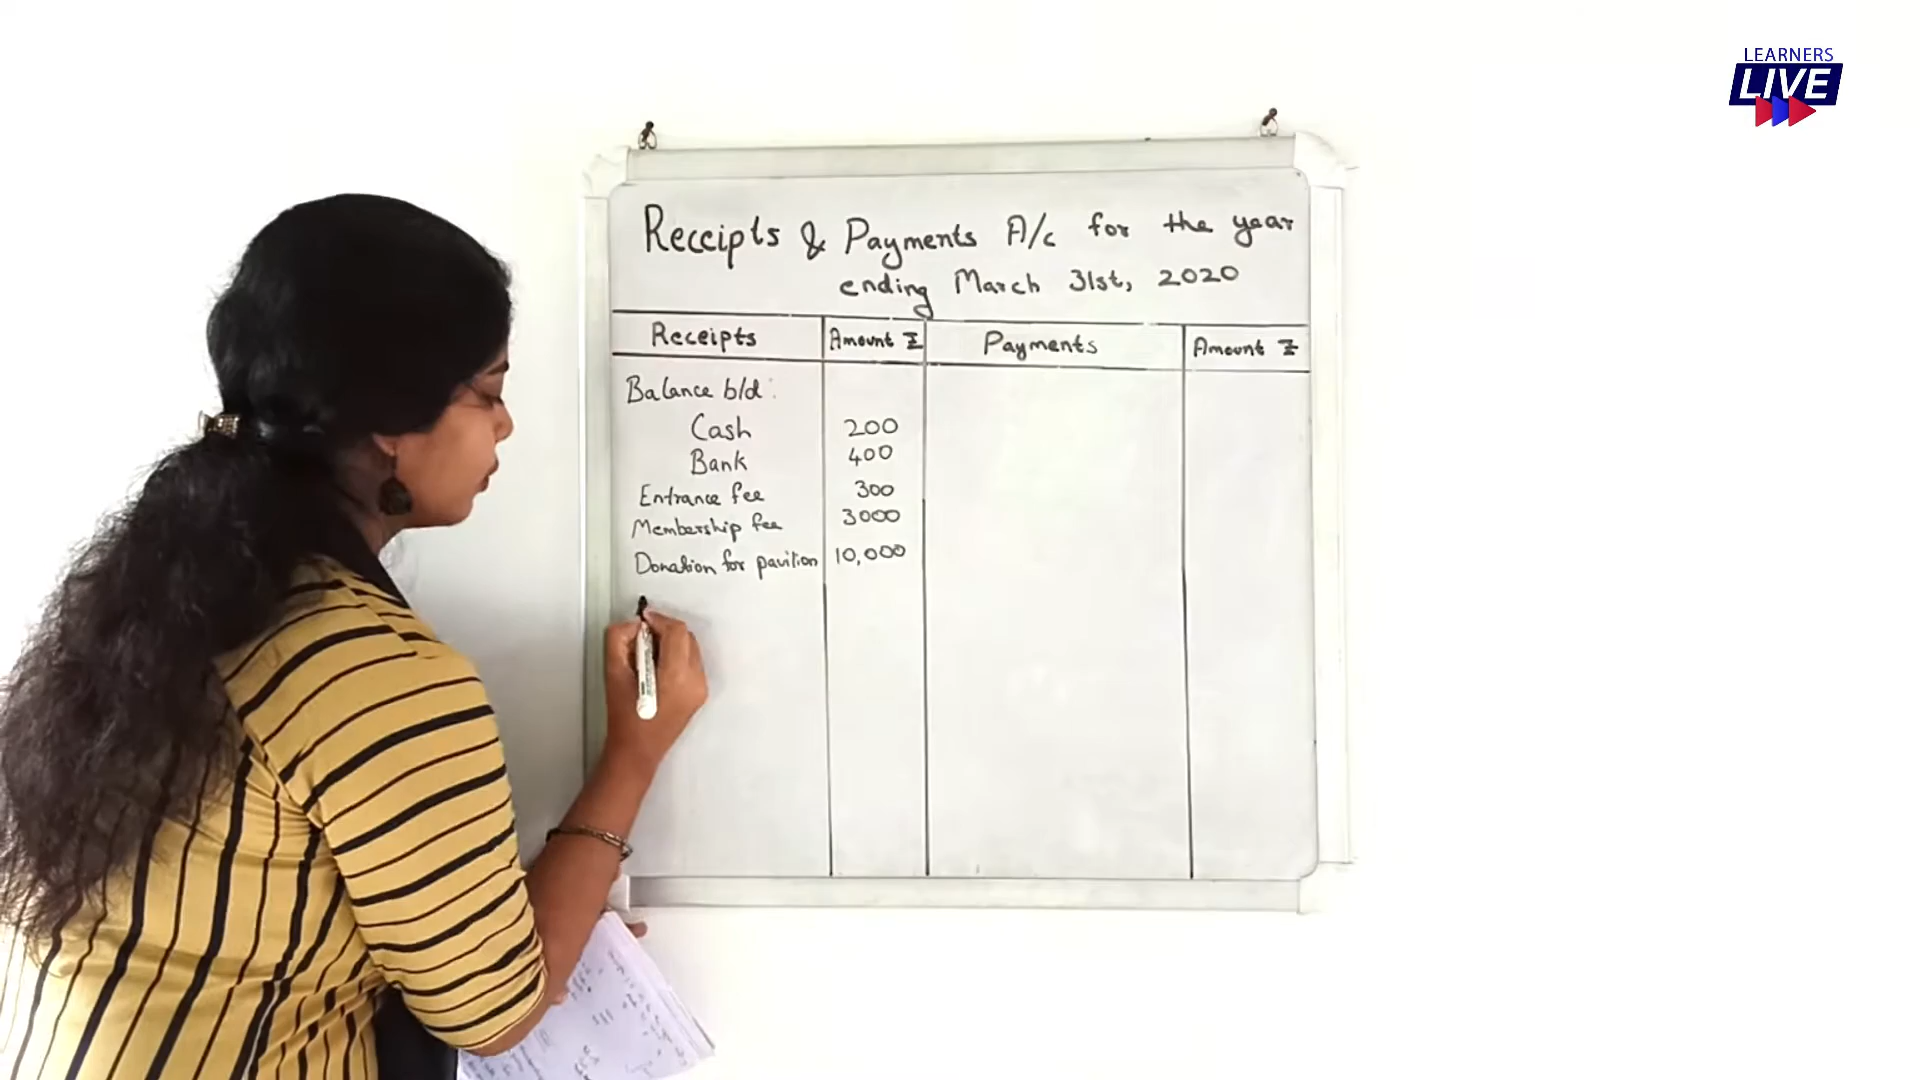 LEARNERS
LIVE
Receipts & Payments A/c for the year
ending March 31st, 2020
Receipts Amount ₹ Payments Amount ₹
Balance b/d:
Cash 200
Bank 400
Entrance fee 300
Membership fee 3000
Donation for pavition 10,000